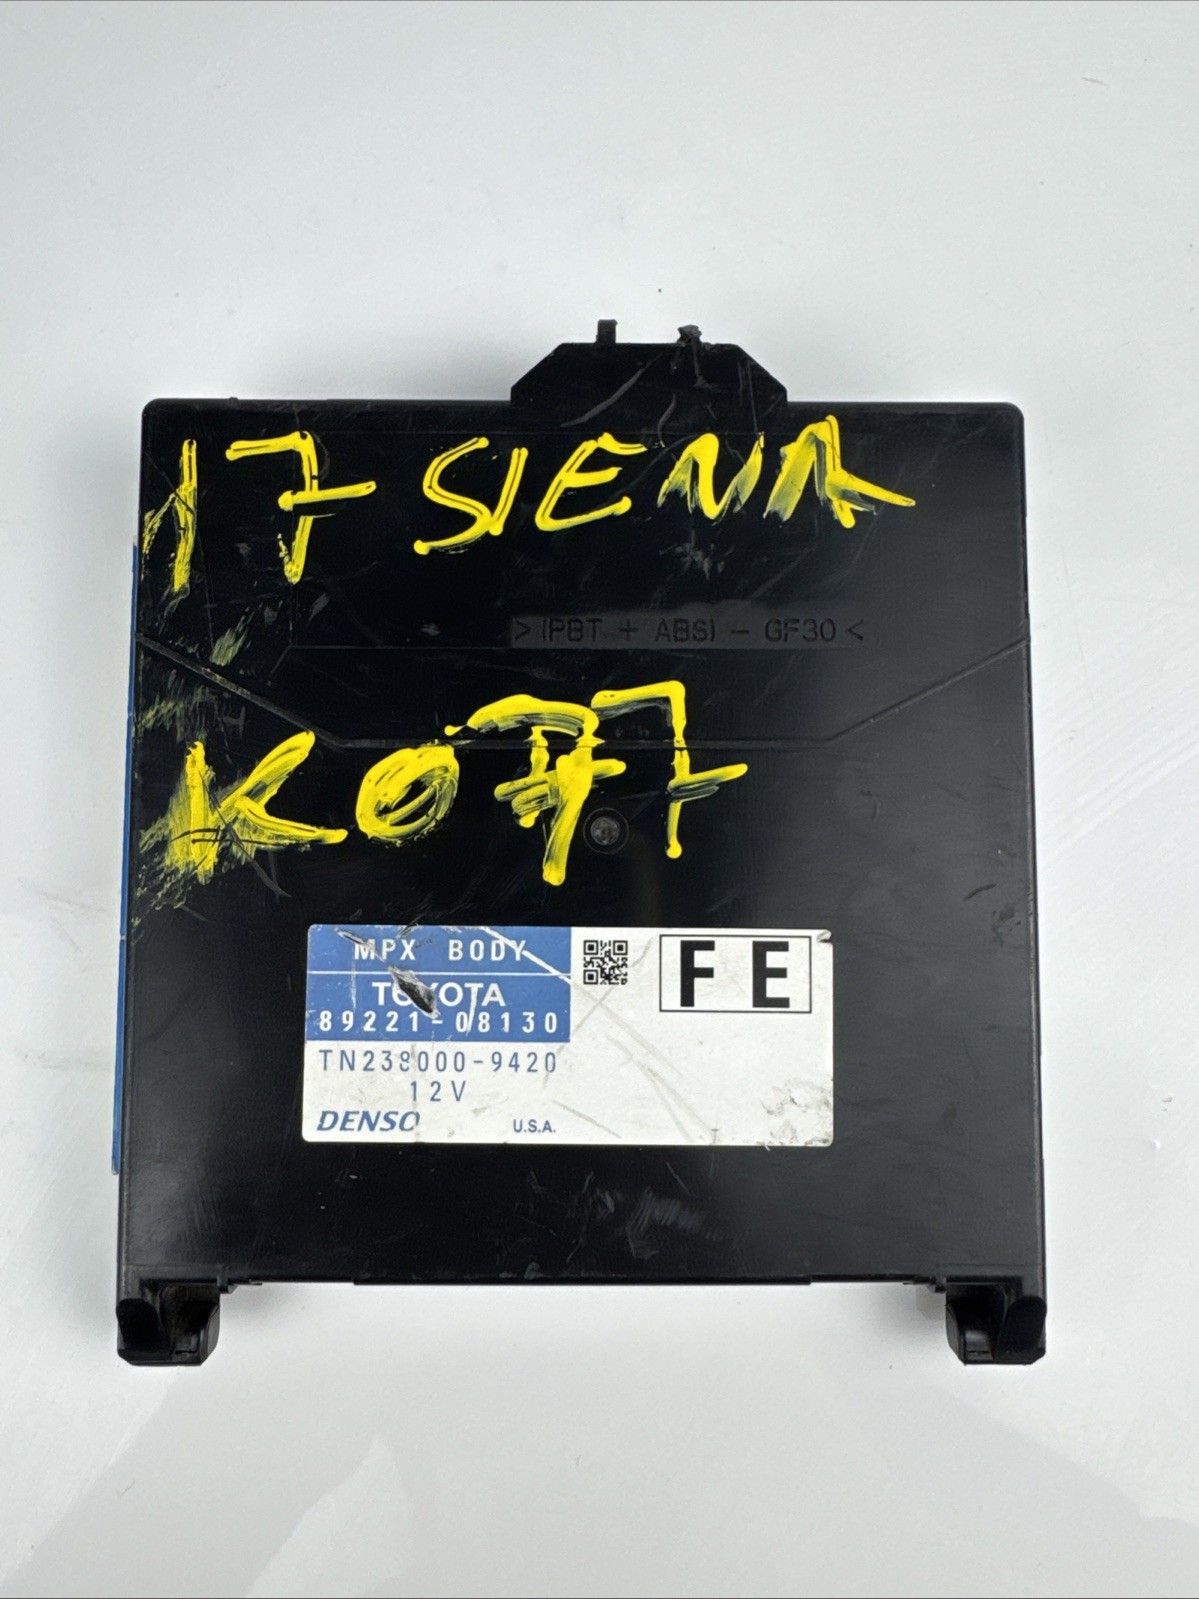 17 SIENA
>(PBT + ABS) - GF30<
K077
MPX BODY
F E
TOYOTA
89221-08130
TN238000-9420
12V
DENSO
U.S.A.